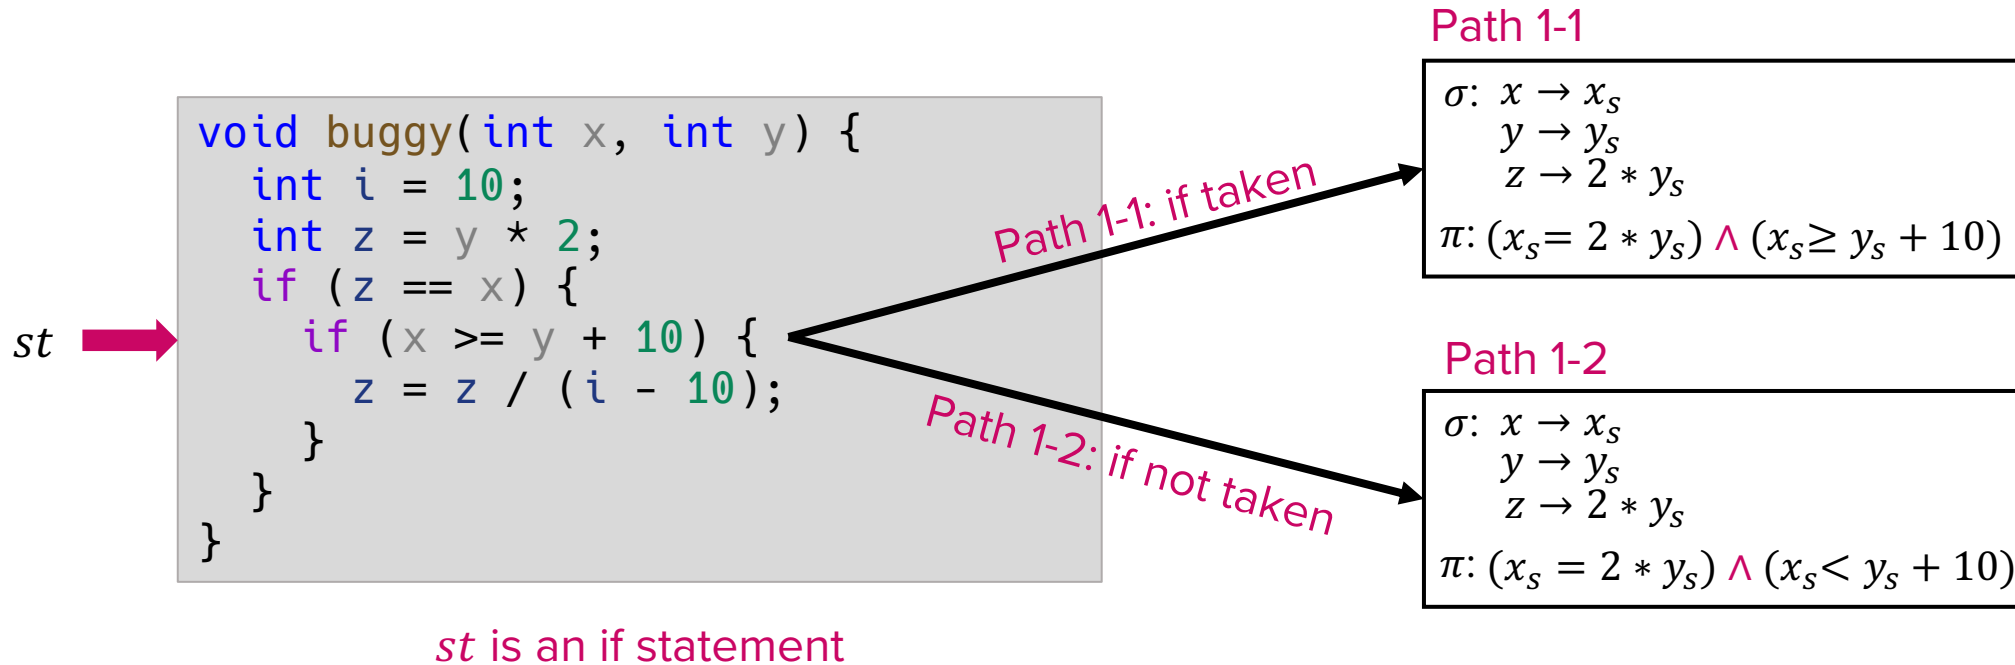 Path 1-1
σ: x → xₛ
y → yₛ
z → 2 * yₛ
π: (xₛ= 2 * yₛ) ∧ (xₛ≥ yₛ + 10)
void buggy(int x, int y) {
int i = 10;
int z = y * 2;
if (z == x) {
if (x >= y + 10) {
z = z / (i - 10);
}
}
}
st
Path 1-1: if taken
Path 1-2: if not taken
Path 1-2
σ: x → xₛ
y → yₛ
z → 2 * yₛ
π: (xₛ = 2 * yₛ) ∧ (xₛ< yₛ + 10)
st is an if statement